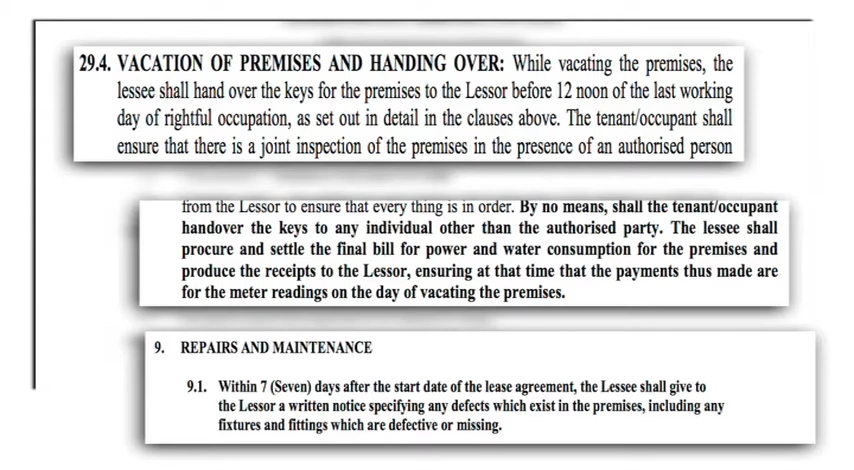 29.4. VACATION OF PREMISES AND HANDING OVER: While vacating the premises, the
lessee shall hand over the keys for the premises to the Lessor before 12 noon of the last working
day of rightful occupation, as set out in detail in the clauses above. The tenant/occupant shall
ensure that there is a joint inspection of the premises in the presence of an authorised person
from the Lessor to ensure that every thing is in order. By no means, shall the tenant/occupant
handover the keys to any individual other than the authorised party. The lessee shall
procure and settle the final bill for power and water consumption for the premises and
produce the receipts to the Lessor, ensuring at that time that the payments thus made are
for the meter readings on the day of vacating the premises.
9. REPAIRS AND MAINTENANCE
9.1. Within 7 (Seven) days after the start date of the lease agreement, the Lessee shall give to
the Lessor a written notice specifying any defects which exist in the premises, including any
fixtures and fittings which are defective or missing.